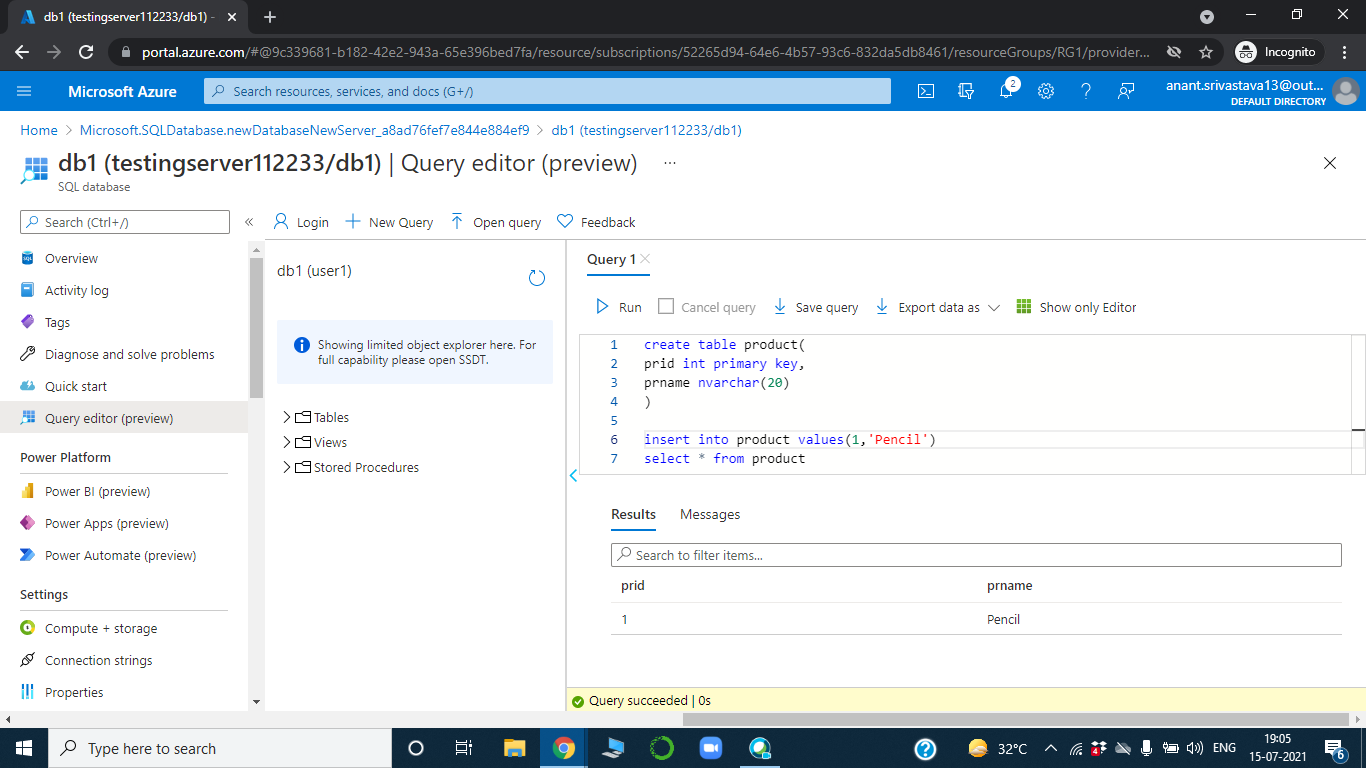 db1 (testingserver112233/db1) -
portal.azure.com/#@9c339681-b182-42e2-943a-65e396bed7fa/resource/subscriptions/52265d94-64e6-4b57-93c6-832da5db8461/resourceGroups/RG1/provider...
Incognito
Microsoft Azure
Search resources, services, and docs (G+/)
2
anant.srivastava13@out...
DEFAULT DIRECTORY
Home > Microsoft.SQLDatabase.newDatabaseNewServer_a8ad76fef7e844e884ef9 > db1 (testingserver112233/db1)
db1 (testingserver112233/db1) | Query editor (preview) ...
SQL database
Search (Ctrl+/)
«
Overview
Activity log
Tags
Diagnose and solve problems
Quick start
Query editor (preview)
Power Platform
Power BI (preview)
Power Apps (preview)
Power Automate (preview)
Settings
Compute + storage
Connection strings
Properties
Login
New Query
Open query
Feedback
db1 (user1)
Showing limited object explorer here. For
full capability please open SSDT.
Tables
Views
Stored Procedures
Query 1
Run
Cancel query
Save query
Export data as
Show only Editor
1 create table product(
2 prid int primary key,
3 prname nvarchar(20)
4 )
5
6 insert into product values(1,'Pencil')
7 select * from product
Results Messages
Search to filter items...
prid prname
1 Pencil
Query succeeded | 0s
Type here to search
32°C
4
ENG
19:05
15-07-2021
6